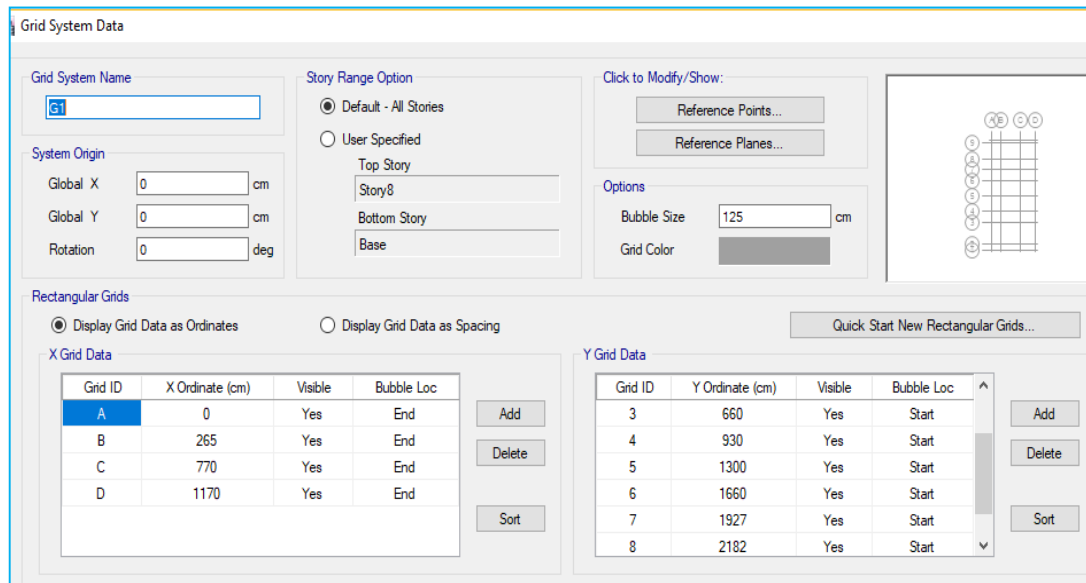 Grid System Data
Grid System Name
G1
System Origin
Global X 0 cm
Global Y 0 cm
Rotation 0 deg
Story Range Option
Default - All Stories
User Specified
Top Story
Story8
Bottom Story
Base
Click to Modify/Show:
Reference Points...
Reference Planes...
Options
Bubble Size 125 cm
Grid Color
A B C D
9
8
6
5
4
3
Rectangular Grids
Display Grid Data as Ordinates
Display Grid Data as Spacing
Quick Start New Rectangular Grids...
X Grid Data
Grid ID X Ordinate (cm) Visible Bubble Loc
A 0 Yes End
B 265 Yes End
C 770 Yes End
D 1170 Yes End
Add
Delete
Sort
Y Grid Data
Grid ID Y Ordinate (cm) Visible Bubble Loc
3 660 Yes Start
4 930 Yes Start
5 1300 Yes Start
6 1660 Yes Start
7 1927 Yes Start
8 2182 Yes Start
Add
Delete
Sort